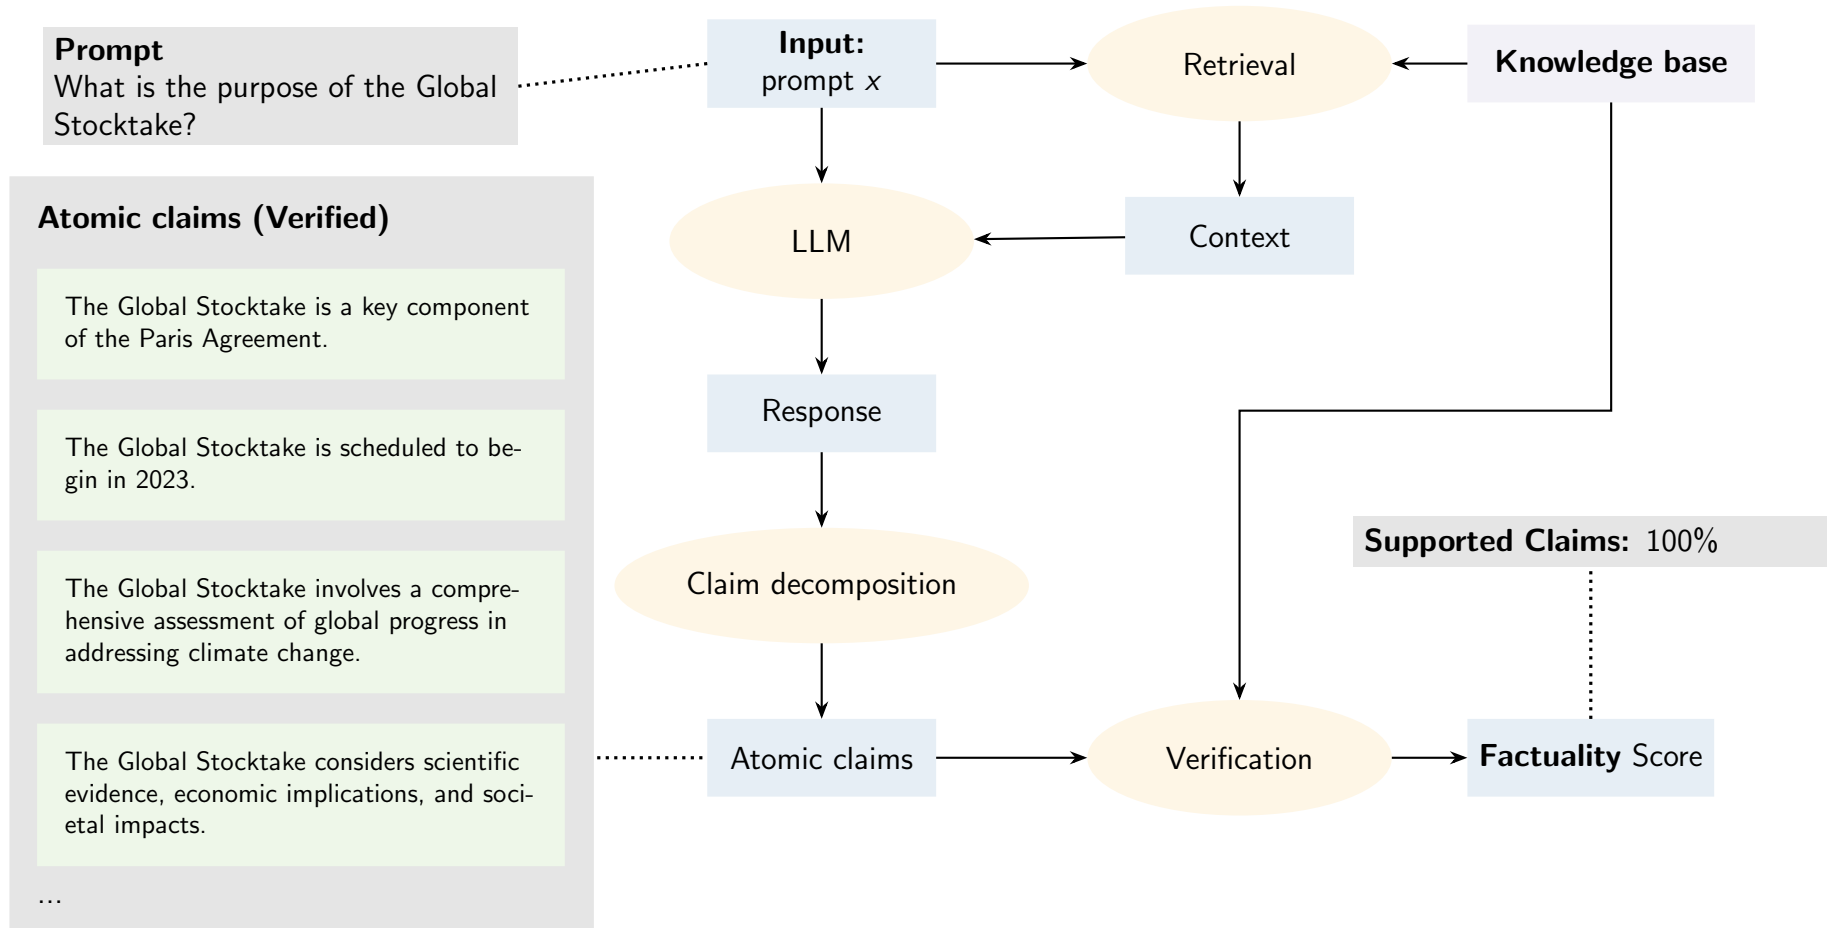 Prompt
What is the purpose of the Global
Stocktake?
Input:
prompt x
Retrieval
Knowledge base
Atomic claims (Verified)
The Global Stocktake is a key component
of the Paris Agreement.
The Global Stocktake is scheduled to be-
gin in 2023.
The Global Stocktake involves a compre-
hensive assessment of global progress in
addressing climate change.
The Global Stocktake considers scientific
evidence, economic implications, and soci-
etal impacts.
...
LLM
Context
Response
Claim decomposition
Supported Claims: 100%
Atomic claims
Verification
Factuality Score